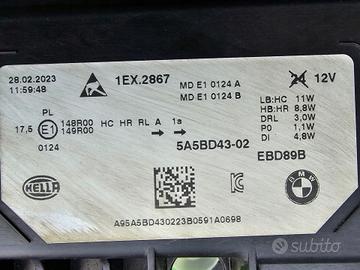 28.02.2023
11:59:48
1EX.2867
MD E1 0124 A
MD E1 0124 B
24 12V
LB:HC 11W
HB:HR 8,8W
DRL 3,0W
PO 1,1W
DI 4,8W
PL
17,5 E1 148R00 HC HR RL A 1a
149R00
0124
5A5BD43-02
EBD89B
HELLA
BMW
A95A5BD430223B0591A0698
subito